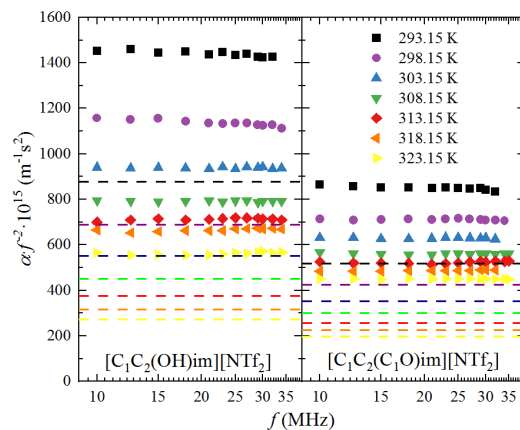 1600
1400
1200
1000
800
600
400
200
0
α·f⁻²·10¹⁵ (m⁻¹s²)
293.15 K
298.15 K
303.15 K
308.15 K
313.15 K
318.15 K
323.15 K
[C₁C₂(OH)im][NTf₂]
[C₁C₂(C₁O)im][NTf₂]
10 15 20 25 30 35 10 15 20 25 30 35
f (MHz)